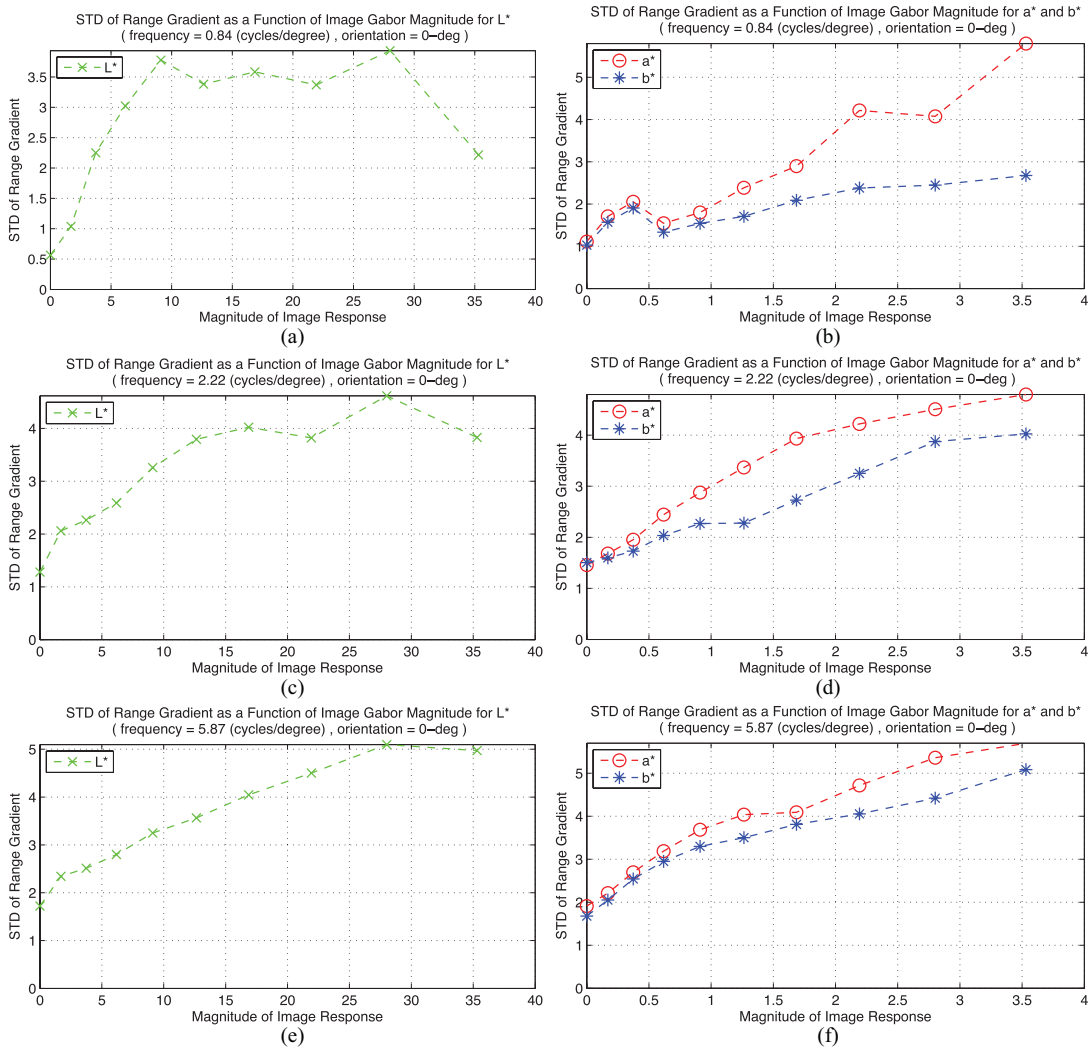 STD of Range Gradient as a Function of Image Gabor Magnitude for L*
( frequency = 0.84 (cycles/degree) , orientation = 0−deg )
L*
STD of Range Gradient
3.5
3
2.5
2
1.5
1
0.5
0
0 5 10 15 20 25 30 35 40
Magnitude of Image Response
(a)
STD of Range Gradient as a Function of Image Gabor Magnitude for a* and b*
( frequency = 0.84 (cycles/degree) , orientation = 0−deg )
a*
b*
STD of Range Gradient
5
4
3
2
1
0
0 0.5 1 1.5 2 2.5 3 3.5 4
Magnitude of Image Response
(b)
STD of Range Gradient as a Function of Image Gabor Magnitude for L*
( frequency = 2.22 (cycles/degree) , orientation = 0−deg )
L*
STD of Range Gradient
4
3
2
1
0
0 5 10 15 20 25 30 35 40
Magnitude of Image Response
(c)
STD of Range Gradient as a Function of Image Gabor Magnitude for a* and b*
( frequency = 2.22 (cycles/degree) , orientation = 0−deg )
a*
b*
STD of Range Gradient
4
3
2
1
0
0 0.5 1 1.5 2 2.5 3 3.5 4
Magnitude of Image Response
(d)
STD of Range Gradient as a Function of Image Gabor Magnitude for L*
( frequency = 5.87 (cycles/degree) , orientation = 0−deg )
L*
STD of Range Gradient
5
4
3
2
1
0
0 5 10 15 20 25 30 35 40
Magnitude of Image Response
(e)
STD of Range Gradient as a Function of Image Gabor Magnitude for a* and b*
( frequency = 5.87 (cycles/degree) , orientation = 0−deg )
a*
b*
STD of Range Gradient
5
4
3
2
1
0
0 0.5 1 1.5 2 2.5 3 3.5 4
Magnitude of Image Response
(f)